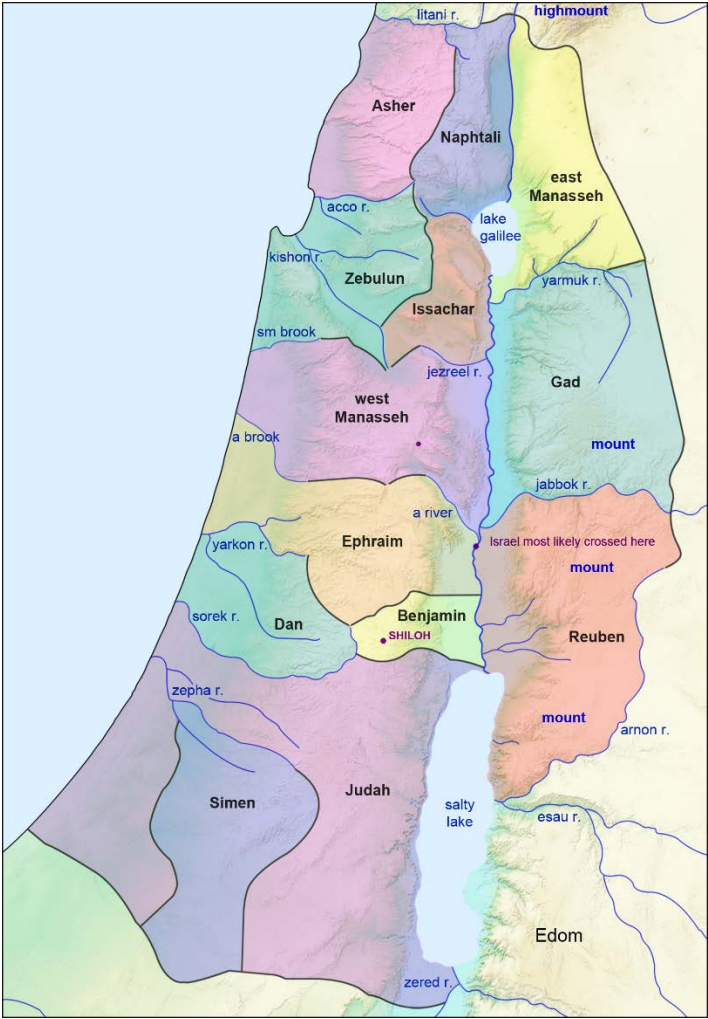 litani r.
highmount
Asher
Naphtali
east
Manasseh
acco r.
lake
galilee
kishon r.
Zebulun
yarmuk r.
Issachar
sm brook
jezreel r.
Gad
west
Manasseh
a brook
mount
jabbok r.
a river
Ephraim
yarkon r.
Israel most likely crossed here
mount
sorek r.
Dan
Benjamin
SHILOH
Reuben
zepha r.
mount
arnon r.
Simen
Judah
salty
lake
esau r.
Edom
zered r.